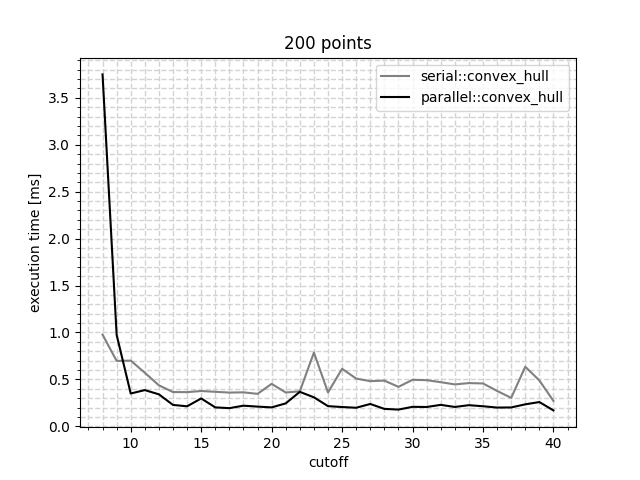 200 points
serial::convex_hull
parallel::convex_hull
execution time [ms]
3.5
3.0
2.5
2.0
1.5
1.0
0.5
0.0
10 15 20 25 30 35 40
cutoff